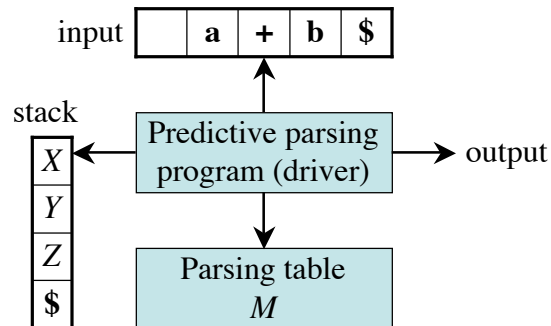 input a + b $
stack
Predictive parsing
program (driver)
output
X
Y
Z
$
Parsing table
M